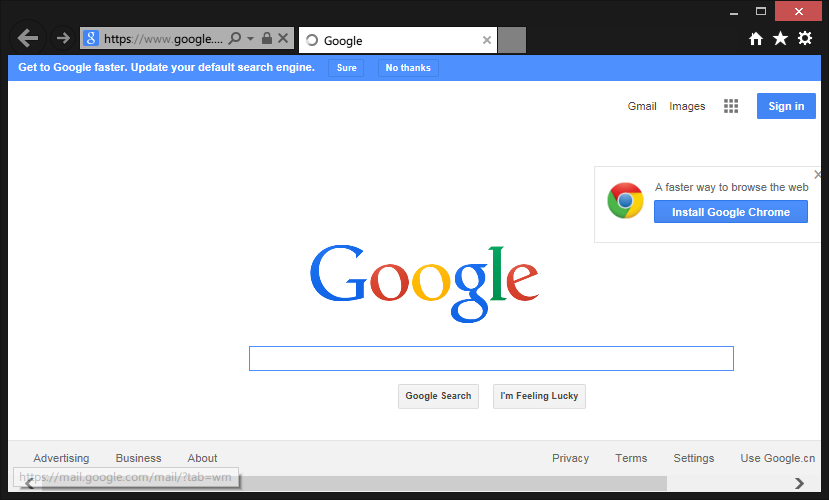 https://www.google....
Google
Get to Google faster. Update your default search engine. Sure No thanks
Gmail Images Sign in
A faster way to browse the web
Install Google Chrome
Google
Google Search I'm Feeling Lucky
Advertising Business About Privacy Terms Settings Use Google.cn
https://mail.google.com/mail/?tab=wm